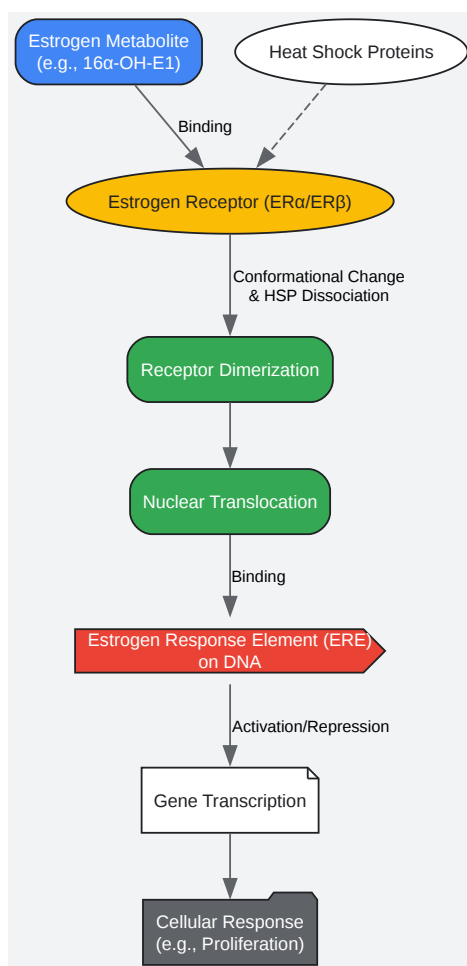 Estrogen Metabolite
(e.g., 16α-OH-E1)
Heat Shock Proteins
Binding
Estrogen Receptor (ERα/ERβ)
Conformational Change
& HSP Dissociation
Receptor Dimerization
Nuclear Translocation
Binding
Estrogen Response Element (ERE)
on DNA
Activation/Repression
Gene Transcription
Cellular Response
(e.g., Proliferation)